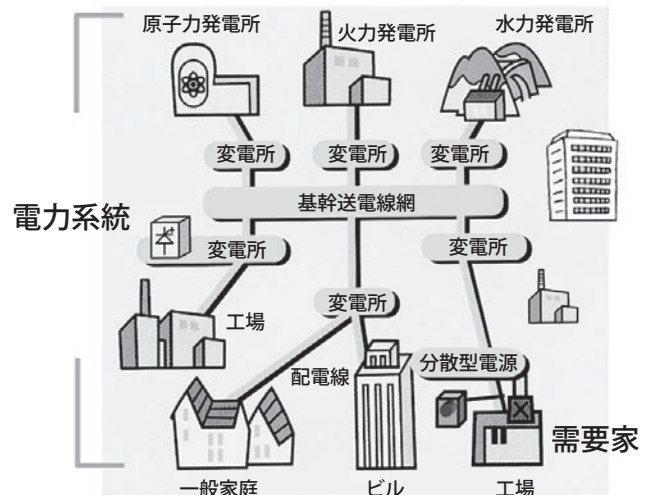 原子力発電所
火力発電所
水力発電所
変電所
変電所
変電所
基幹送電線網
電力系統
変電所
変電所
変電所
工場
配電線
分散型電源
需要家
一般家庭
ビル
工場